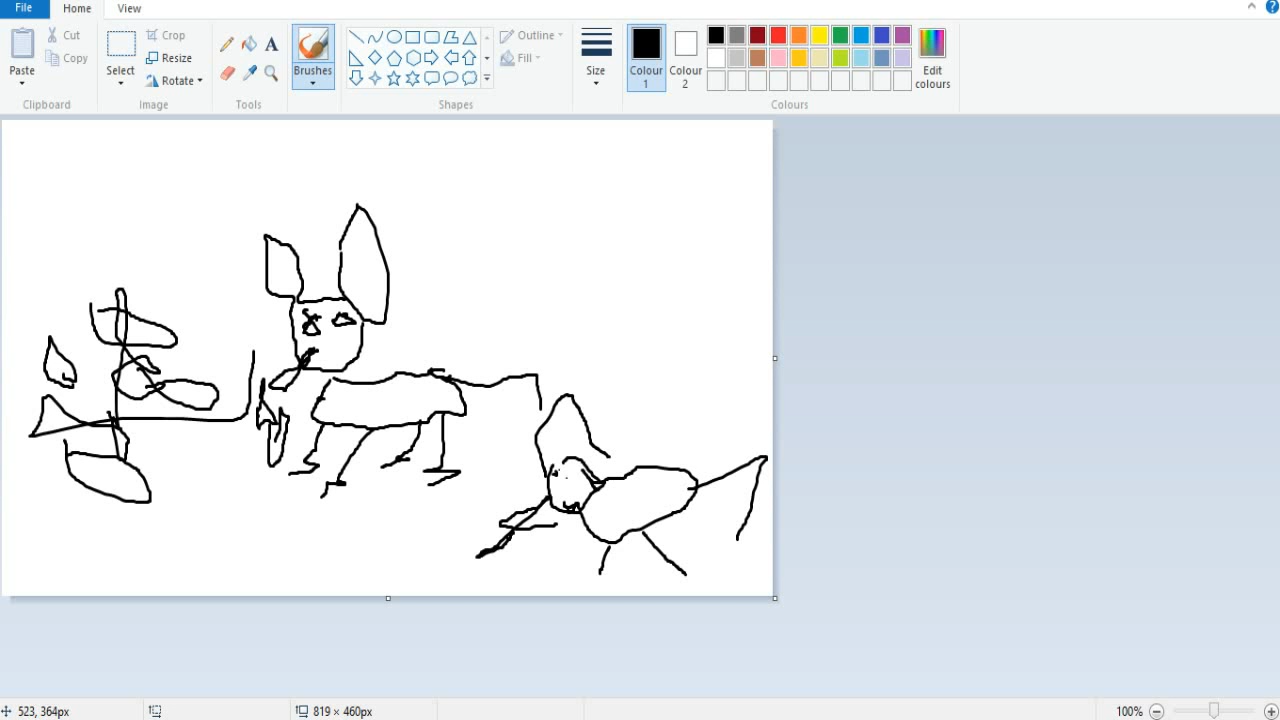 File Home View
Paste Cut Copy Clipboard
Select Crop Resize Rotate Image
A Tools
Brushes
Outline Fill Shapes
Size
Colour 1 Colour 2 Edit colours Colours
523, 364px 819 × 460px 100%